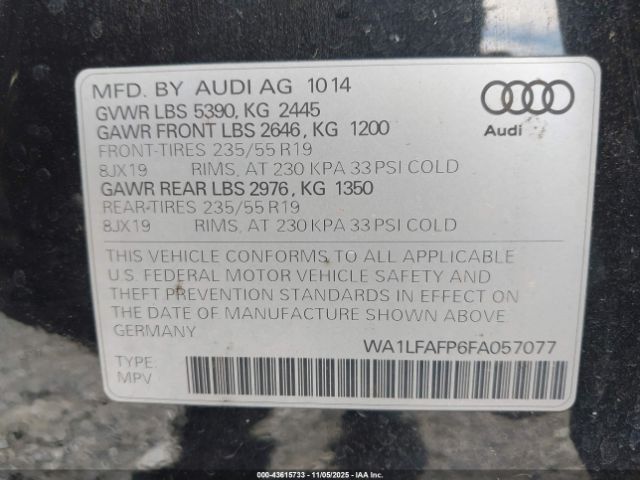 MFD. BY AUDI AG 1014
GVWR LBS 5390, KG 2445
GAWR FRONT LBS 2646, KG 1200
FRONT-TIRES 235/55 R19
8JX19 RIMS, AT 230 KPA 33 PSI COLD
GAWR REAR LBS 2976, KG 1350
REAR-TIRES 235/55 R19
8JX19 RIMS, AT 230 KPA 33 PSI COLD
Audi
THIS VEHICLE CONFORMS TO ALL APPLICABLE
U.S. FEDERAL MOTOR VEHICLE SAFETY AND
THEFT PREVENTION STANDARDS IN EFFECT ON
THE DATE OF MANUFACTURE SHOWN ABOVE
GERMANY
WA1LFAFP6FA057077
TYPE:
MPV
000-43615733 - 11/05/2025 - IAA Inc.